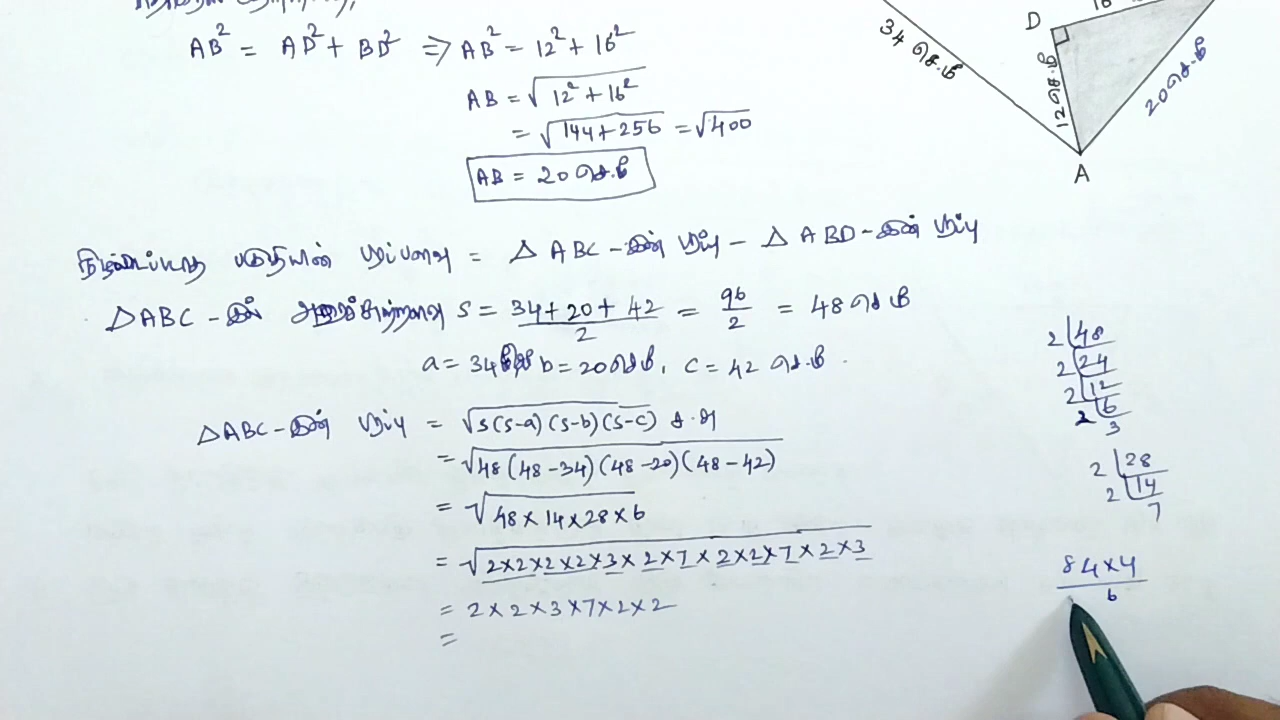 AB² = AD² + BD² ⇒ AB² = 12² + 16²
AB = √12² + 16²
= √144+256 = √400
AB = 20 செ.மீ
நிழலிடப்படாத பகுதியின் பரப்பளவு = △ ABC-இன் பரப்பு - △ ABD-இன் பரப்பு
△ABC-இன் அரைச்சுற்றளவு S = 34+20+42/2 = 96/2 = 48 செ.மீ
a = 34 b = 20 செ.மீ, c = 42 செ.மீ.
△ABC-இன் பரப்பு = √s(s-a)(s-b)(s-c) ச.அ
= √48(48-34)(48-20)(48-42)
= √48×14×28×6
= √2×2×2×2×3×2×7×2×2×7×2×3
= 2×2×3×7×2×2
=
34 செ.மீ
D
16
12 செ.மீ
20 செ.மீ
A
2 48
2 24
2 12
2 6
3
2 28
2 14
7
84×4
6